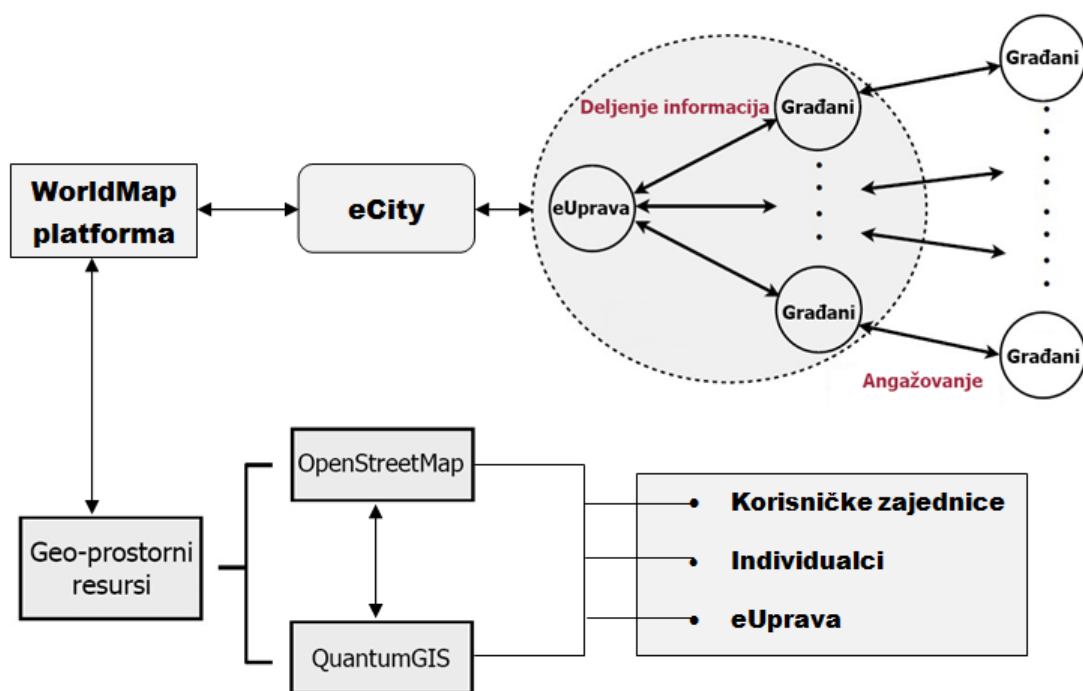 Građani
Građani
Deljenje informacija
WorldMap
platforma
eCity
eUprava
Građani
Građani
Angažovanje
OpenStreetMap
Geo-prostorni
resursi
QuantumGIS
• Korisničke zajednice
• Individualci
• eUprava